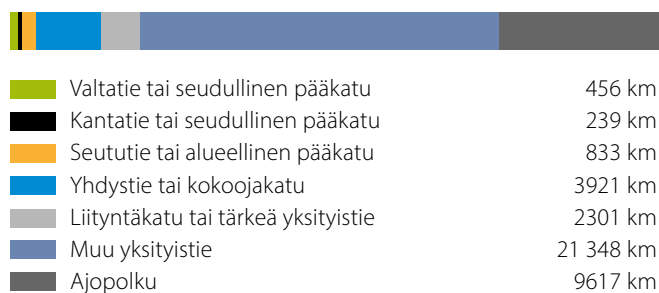 Valtatie tai seudullinen pääkatu 456 km
Kantatie tai seudullinen pääkatu 239 km
Seututie tai alueellinen pääkatu 833 km
Yhdystie tai kokoojakatu 3921 km
Liityntäkatu tai tärkeä yksityistie 2301 km
Muu yksityistie 21 348 km
Ajopolku 9617 km